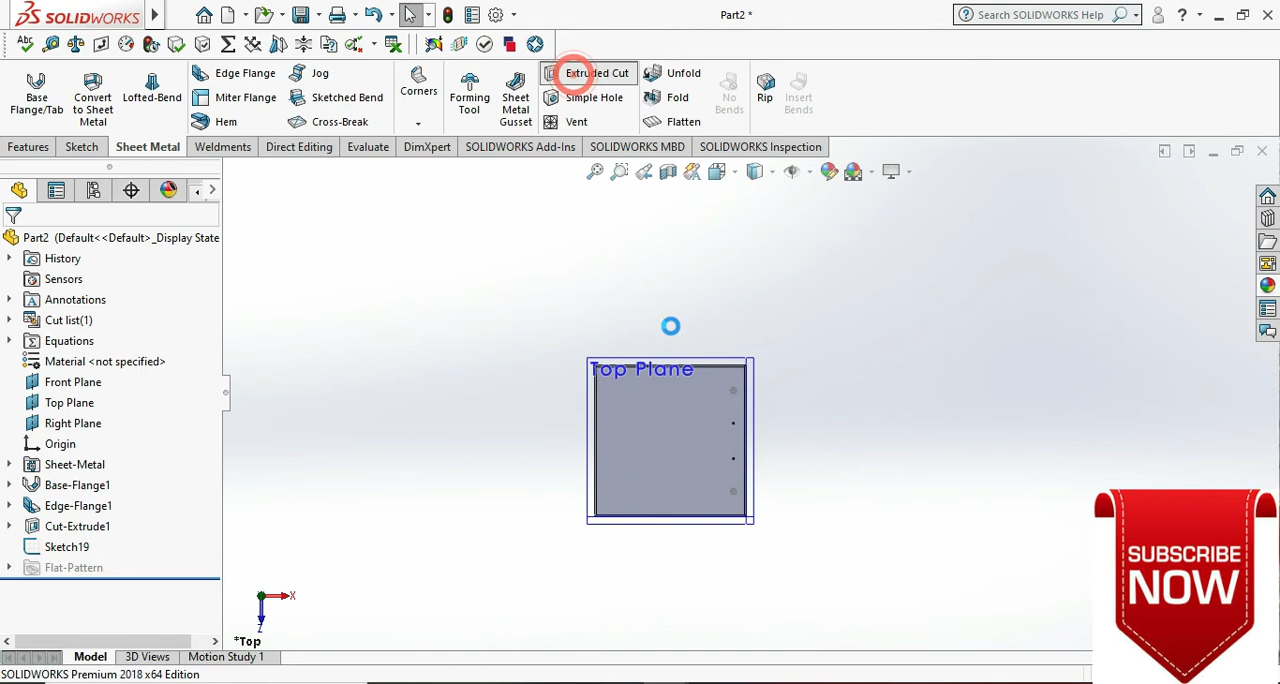 SOLIDWORKS
Part2 *
Search SOLIDWORKS Help
Base Flange/Tab
Convert to Sheet Metal
Lofted-Bend
Edge Flange
Miter Flange
Hem
Jog
Sketched Bend
Cross-Break
Corners
Forming Tool
Sheet Metal Gusset
Extruded Cut
Simple Hole
Vent
Unfold
Fold
Flatten
No Bends
Rip
Insert Bends
Features
Sketch
Sheet Metal
Weldments
Direct Editing
Evaluate
DimXpert
SOLIDWORKS Add-Ins
SOLIDWORKS MBD
SOLIDWORKS Inspection
Part2 (Default<<Default>_Display State
History
Sensors
Annotations
Cut list(1)
Equations
Material <not specified>
Front Plane
Top Plane
Right Plane
Origin
Sheet-Metal
Base-Flange1
Edge-Flange1
Cut-Extrude1
Sketch19
Flat-Pattern
Top Plane
X
Z
*Top
SUBSCRIBE
NOW
Model
3D Views
Motion Study 1
SOLIDWORKS Premium 2018 x64 Edition